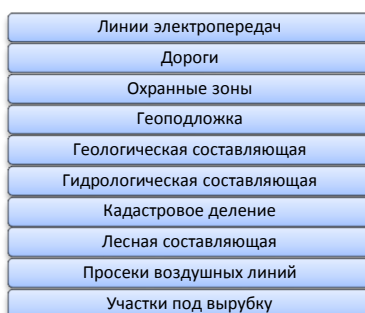 Линии электропередач
Дороги
Охранные зоны
Геоподложка
Геологическая составляющая
Гидрологическая составляющая
Кадастровое деление
Лесная составляющая
Просеки воздушных линий
Участки под вырубку